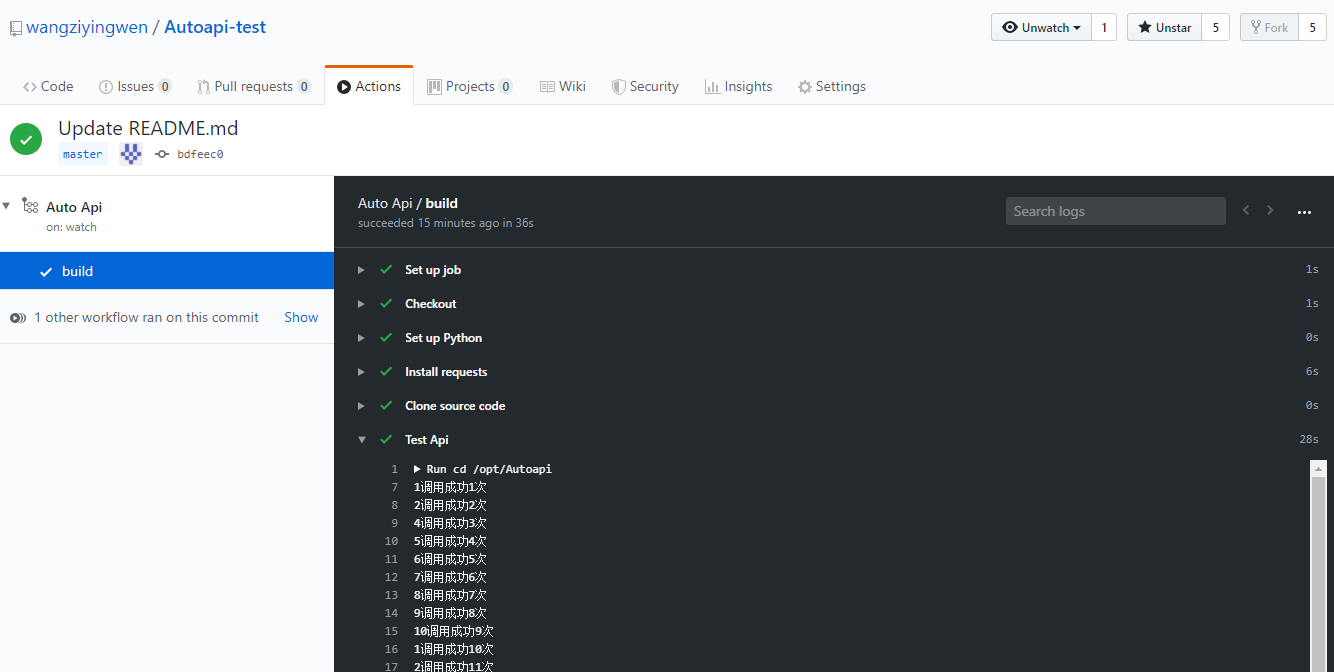 wangziyingwen / Autoapi-test
Unwatch 1 Unstar 5 Fork 5
Code Issues 0 Pull requests 0 Actions Projects 0 Wiki Security Insights Settings
Update README.md
master bdfeec0
Auto Api
on: watch
build
1 other workflow ran on this commit Show
Auto Api / build
succeeded 15 minutes ago in 36s
Search logs
Set up job 1s
Checkout 1s
Set up Python 0s
Install requests 6s
Clone source code 0s
Test Api 28s
1 Run cd /opt/Autoapi
7 1调用成功1次
8 2调用成功2次
9 4调用成功3次
10 5调用成功4次
11 6调用成功5次
12 7调用成功6次
13 8调用成功7次
14 9调用成功8次
15 10调用成功9次
16 1调用成功10次
17 2调用成功11次